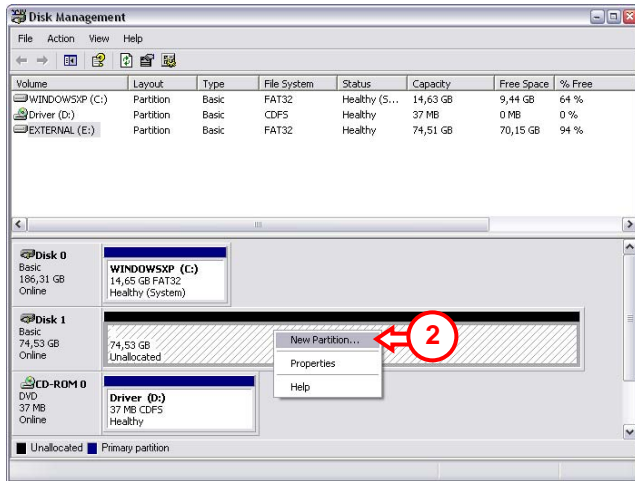 Disk Management
File Action View Help
Volume Layout Type File System Status Capacity Free Space % Free
WINDOWSXP (C:) Partition Basic FAT32 Healthy (S... 14,63 GB 9,44 GB 64 %
Driver (D:) Partition Basic CDFS Healthy 37 MB 0 MB 0 %
EXTERNAL (E:) Partition Basic FAT32 Healthy 74,51 GB 70,15 GB 94 %
Disk 0
Basic
186,31 GB
Online
WINDOWSXP (C:)
14,65 GB FAT32
Healthy (System)
Disk 1
Basic
74,53 GB
Online
74,53 GB
Unallocated
New Partition...
Properties
Help
2
CD-ROM 0
DVD
37 MB
Online
Driver (D:)
37 MB CDFS
Healthy
Unallocated Primary partition